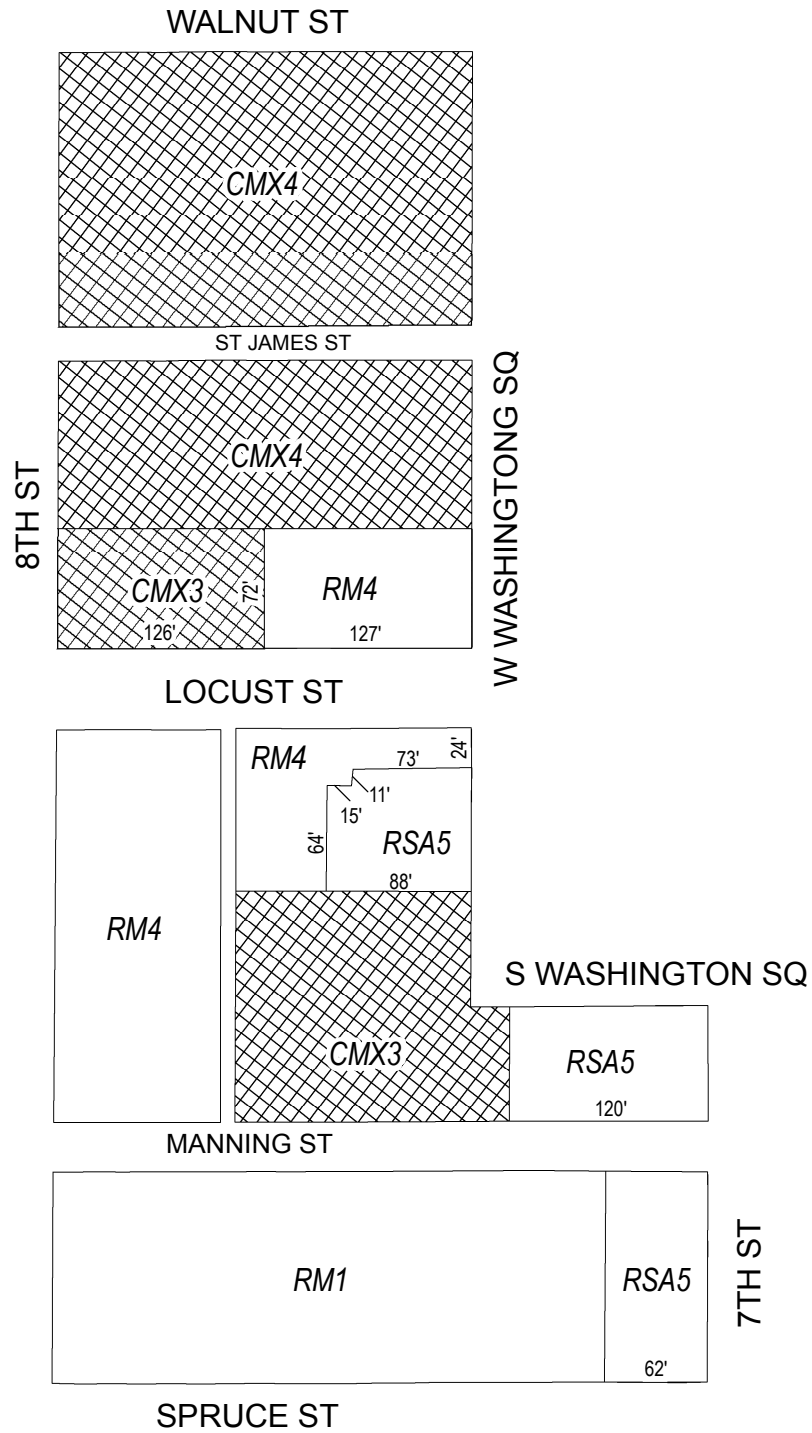 WALNUT ST
CMX4
ST JAMES ST
CMX4
8TH ST
W WASHINGTONG SQ
CMX3
72'
RM4
126'
127'
LOCUST ST
RM4
73'
24'
11'
15'
64'
RSA5
88'
RM4
S WASHINGTON SQ
CMX3
RSA5
120'
MANNING ST
RM1
RSA5
7TH ST
62'
SPRUCE ST